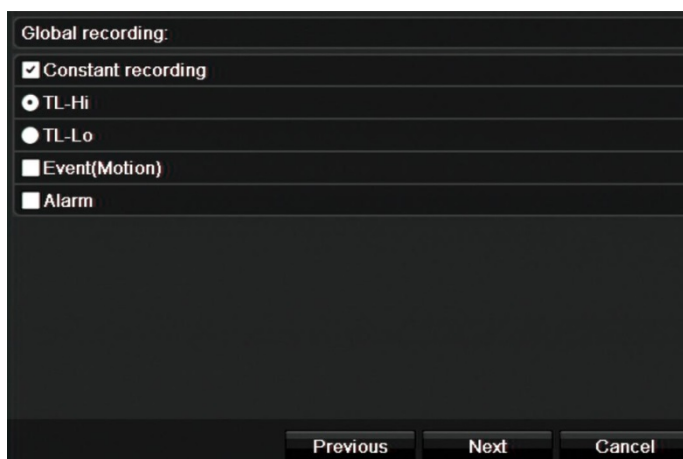 Global recording:
Constant recording
TL-Hi
TL-Lo
Event(Motion)
Alarm
Previous Next Cancel